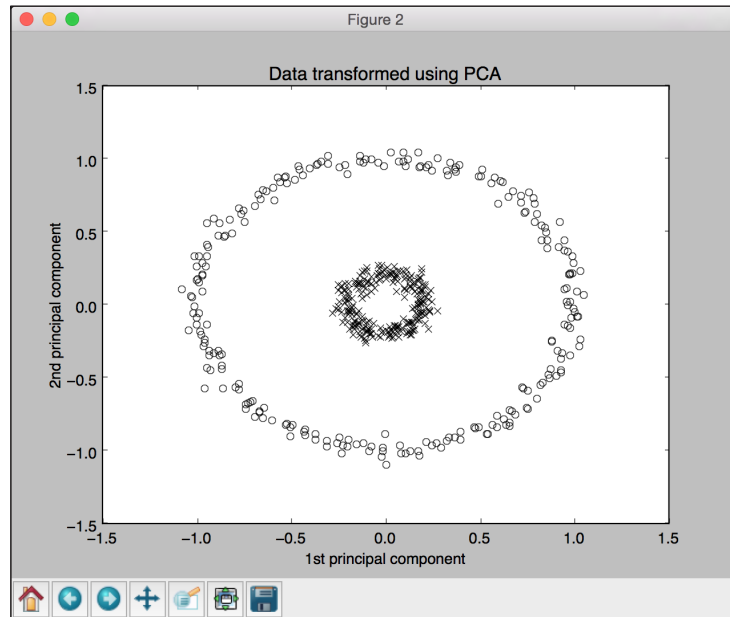 Figure 2
Data transformed using PCA
1.5
1.0
0.5
0.0
−0.5
−1.0
−1.5
2nd principal component
−1.5 −1.0 −0.5 0.0 0.5 1.0 1.5
1st principal component